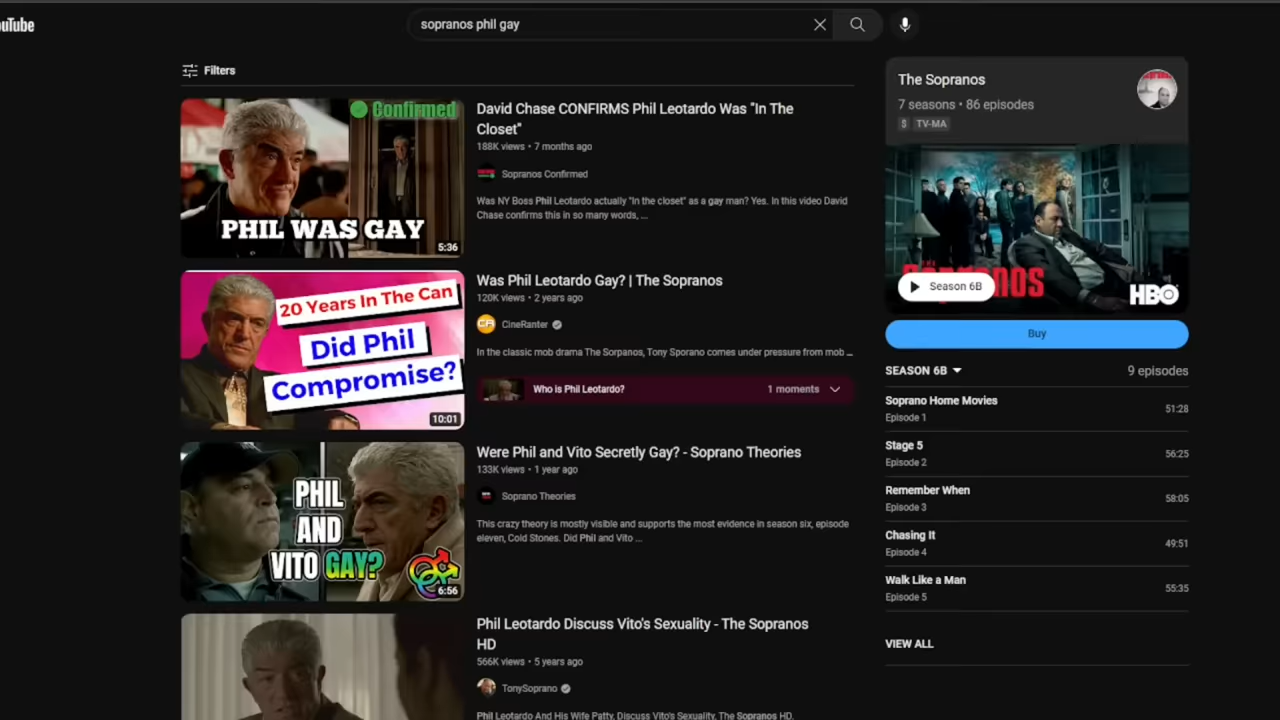 ouTube
sopranos phil gay
Filters
Confirmed
PHIL WAS GAY
5:36
David Chase CONFIRMS Phil Leotardo Was "In The
Closet"
188K views • 7 months ago
Sopranos Confirmed
Was NY Boss Phil Leotardo actually "In the closet" as a gay man? Yes. In this video David
Chase confirms this in so many words, ...
20 Years In The Can
Did Phil
Compromise?
10:01
Was Phil Leotardo Gay? | The Sopranos
120K views • 2 years ago
CR
CineRanter
In the classic mob drama The Sorpanos, Tony Sporano comes under pressure from mob ...
Who is Phil Leotardo?
1 moments
PHIL
AND
VITO GAY?
6:56
Were Phil and Vito Secretly Gay? - Soprano Theories
133K views • 1 year ago
Soprano Theories
This crazy theory is mostly visible and supports the most evidence in season six, episode
eleven, Cold Stones. Did Phil and Vito ...
Phil Leotardo Discuss Vito's Sexuality - The Sopranos
HD
566K views • 5 years ago
TonySoprano
Phil Leotardo And His Wife Patty, Discuss Vito's Sexuality, The Sopranos HD.
The Sopranos
7 seasons • 86 episodes
$ TV-MA
Season 6B
HBO
Buy
SEASON 6B
9 episodes
Soprano Home Movies
Episode 1
51:28
Stage 5
Episode 2
56:25
Remember When
Episode 3
58:05
Chasing It
Episode 4
49:51
Walk Like a Man
Episode 5
55:35
VIEW ALL